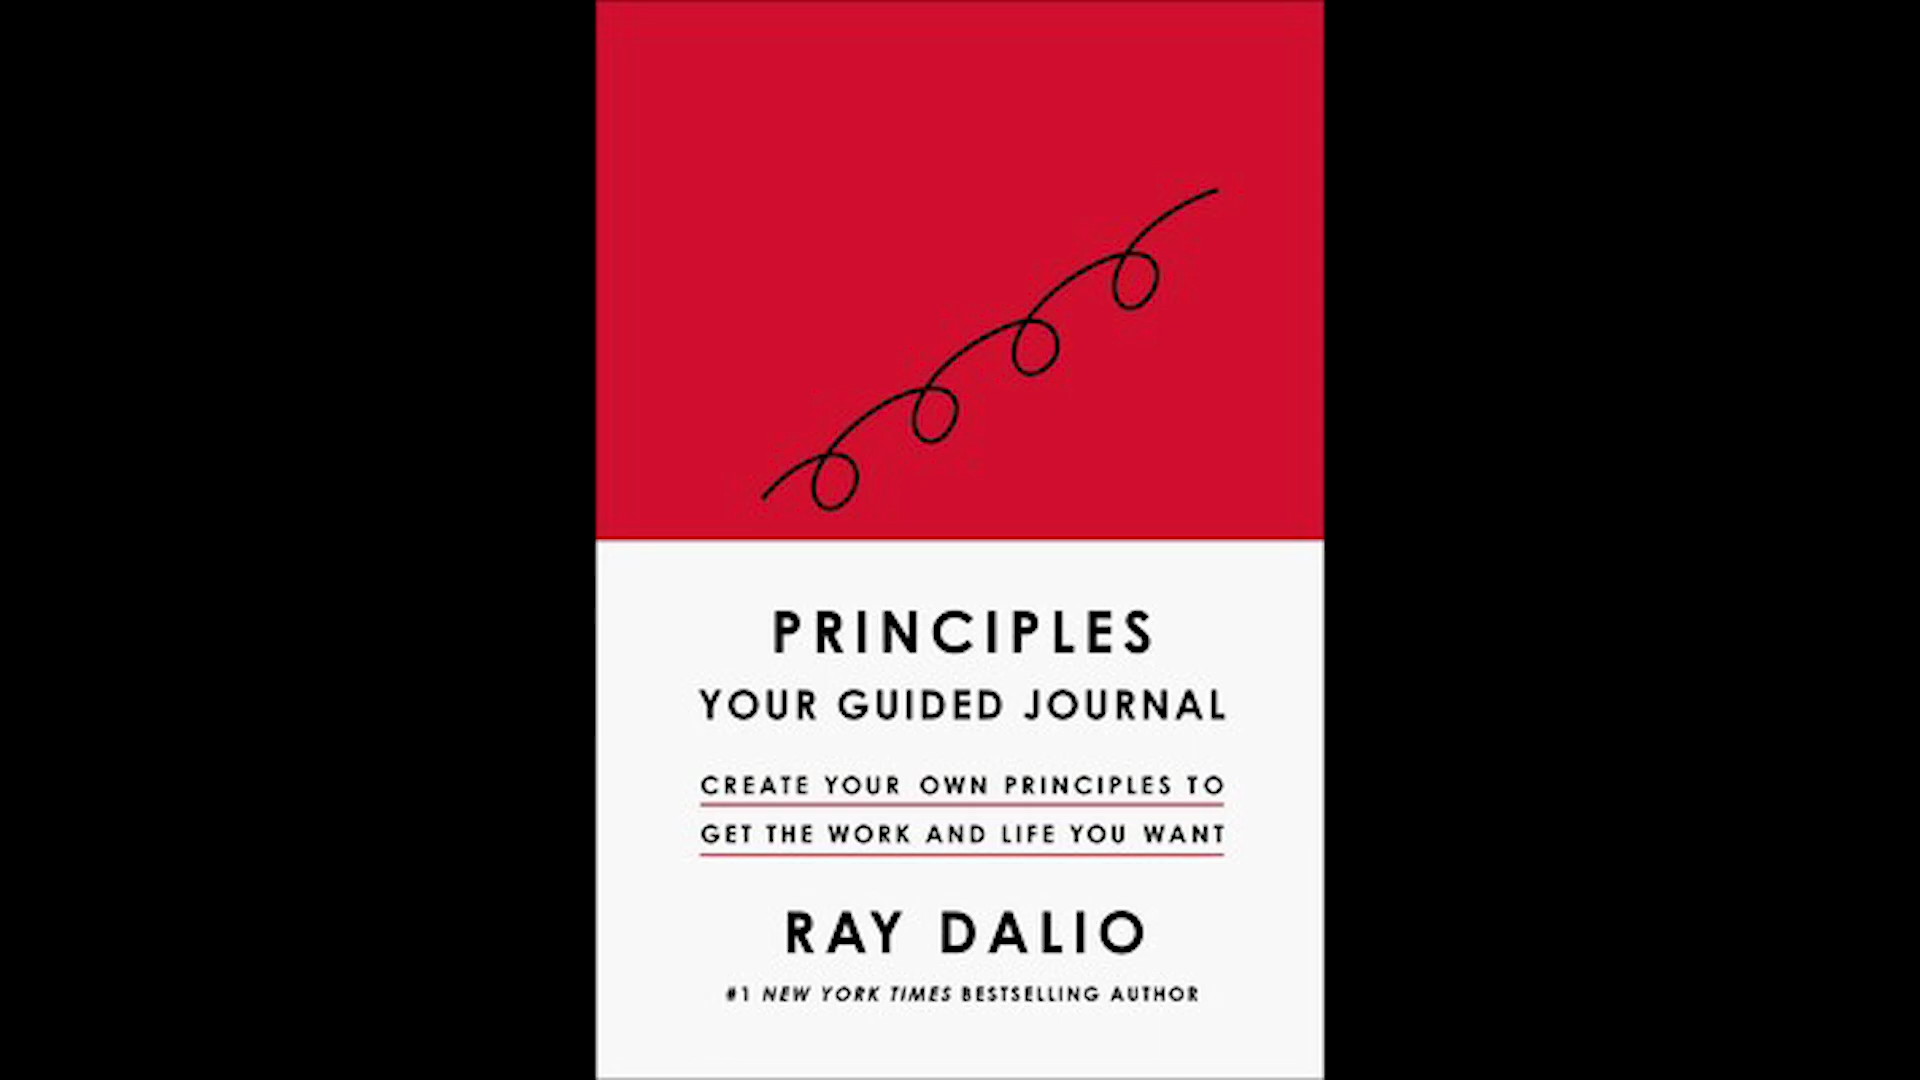 PRINCIPLES
YOUR GUIDED JOURNAL
CREATE YOUR OWN PRINCIPLES TO
GET THE WORK AND LIFE YOU WANT
RAY DALIO
#1 NEW YORK TIMES BESTSELLING AUTHOR